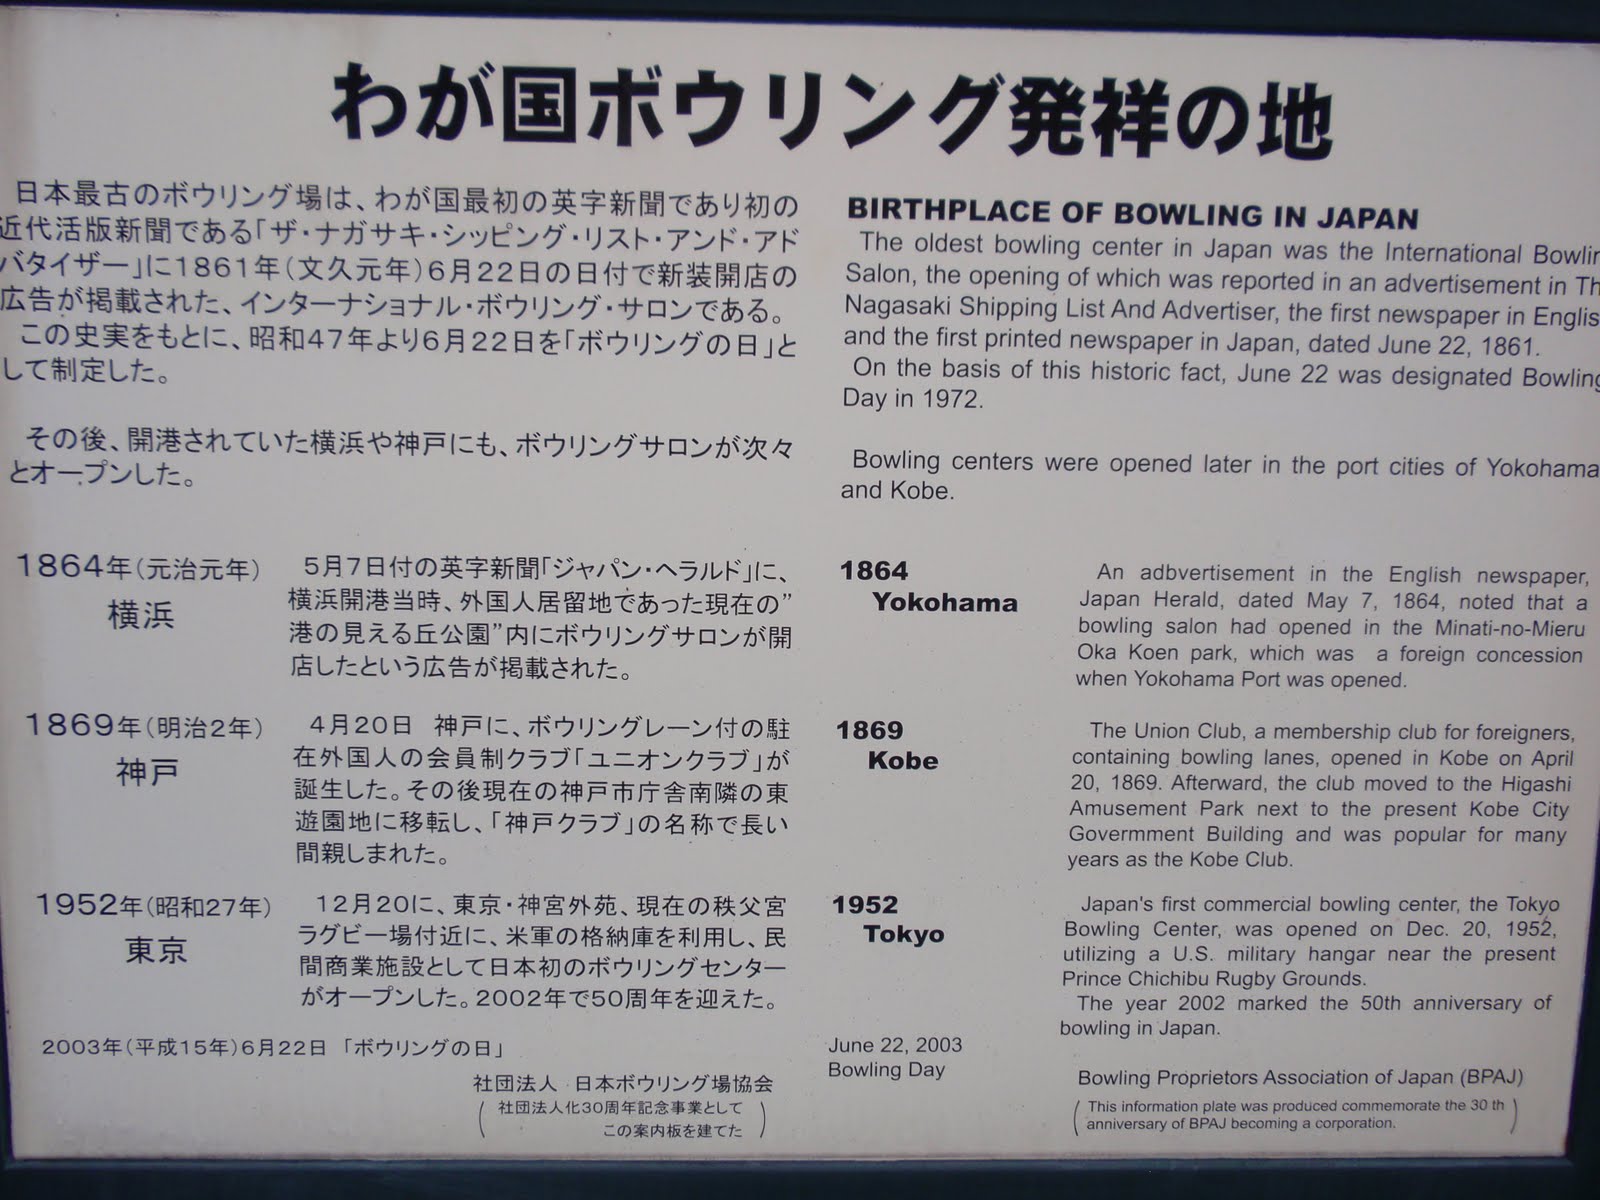 わが国ボウリング発祥の地
日本最古のボウリング場は、わが国最初の英字新聞であり初の
近代活版新聞である「ザ・ナガサキ・シッピング・リスト・アンド・アド
バタイザー」に1861年（文久元年）6月22日の日付で新装開店の
広告が掲載された、インターナショナル・ボウリング・サロンである。
この史実をもとに、昭和47年より6月22日を「ボウリングの日」と
して制定した。
その後、開港されていた横浜や神戸にも、ボウリングサロンが次々
とオープンした。
1864年（元治元年）
横浜
5月7日付の英字新聞「ジャパン・ヘラルド」に、
横浜開港当時、外国人居留地であった現在の”
港の見える丘公園”内にボウリングサロンが開
店したという広告が掲載された。
1869年（明治2年）
神戸
4月20日　神戸に、ボウリングレーン付の駐
在外国人の会員制クラブ「ユニオンクラブ」が
誕生した。その後現在の神戸市庁舎南隣の東
遊園地に移転し、「神戸クラブ」の名称で長い
間親しまれた。
1952年（昭和27年）
東京
12月20に、東京・神宮外苑、現在の秩父宮
ラグビー場付近に、米軍の格納庫を利用し、民
間商業施設として日本初のボウリングセンター
がオープンした。2002年で50周年を迎えた。
2003年（平成15年）6月22日　「ボウリングの日」
社団法人　日本ボウリング場協会
（社団法人化30周年記念事業として
この案内板を建てた）
BIRTHPLACE OF BOWLING IN JAPAN
The oldest bowling center in Japan was the International Bowlin
Salon, the opening of which was reported in an advertisement in Th
Nagasaki Shipping List And Advertiser, the first newspaper in Englis
and the first printed newspaper in Japan, dated June 22, 1861.
On the basis of this historic fact, June 22 was designated Bowling
Day in 1972.
Bowling centers were opened later in the port cities of Yokohama
and Kobe.
1864
Yokohama
An adbvertisement in the English newspaper,
Japan Herald, dated May 7, 1864, noted that a
bowling salon had opened in the Minati-no-Mieru
Oka Koen park, which was a foreign concession
when Yokohama Port was opened.
1869
Kobe
The Union Club, a membership club for foreigners,
containing bowling lanes, opened in Kobe on April
20, 1869. Afterward, the club moved to the Higashi
Amusement Park next to the present Kobe City
Govermment Building and was popular for many
years as the Kobe Club.
1952
Tokyo
Japan's first commercial bowling center, the Tokyo
Bowling Center, was opened on Dec. 20, 1952,
utilizing a U.S. military hangar near the present
Prince Chichibu Rugby Grounds.
The year 2002 marked the 50th anniversary of
bowling in Japan.
June 22, 2003
Bowling Day
Bowling Proprietors Association of Japan (BPAJ)
(This information plate was produced commemorate the 30 th
anniversary of BPAJ becoming a corporation.)